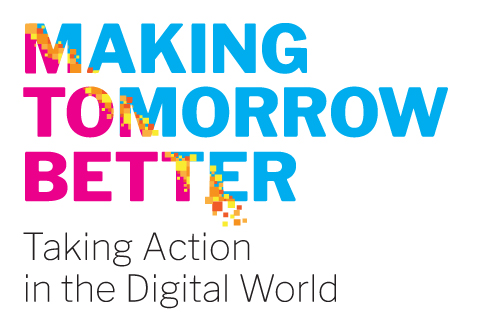 MAKING
TOMORROW
BETTER
Taking Action
in the Digital World